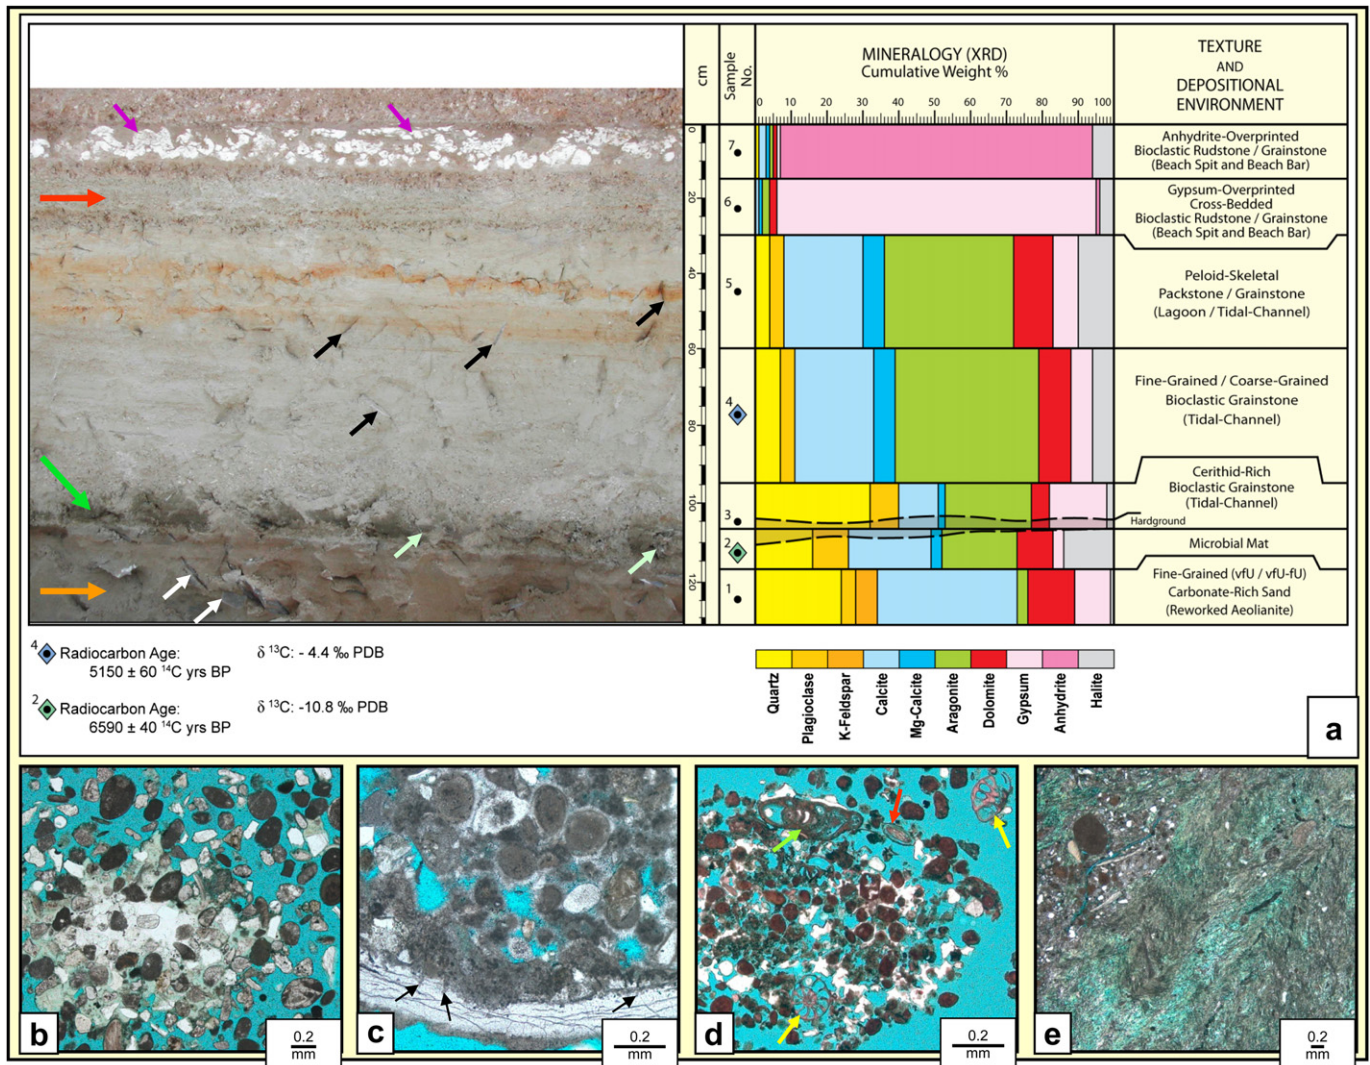 cm
Sample
No.
MINERALOGY (XRD)
Cumulative Weight %
0 10 20 30 40 50 60 70 80 90 100
TEXTURE
AND
DEPOSITIONAL
ENVIRONMENT
0
20
40
60
80
100
120
7
6
5
4
3
2
1
Anhydrite-Overprinted
Bioclastic Rudstone / Grainstone
(Beach Spit and Beach Bar)
Gypsum-Overprinted
Cross-Bedded
Bioclastic Rudstone / Grainstone
(Beach Spit and Beach Bar)
Peloid-Skeletal
Packstone / Grainstone
(Lagoon / Tidal-Channel)
Fine-Grained / Coarse-Grained
Bioclastic Grainstone
(Tidal-Channel)
Cerithid-Rich
Bioclastic Grainstone
(Tidal-Channel)
Hardground
Microbial Mat
Fine-Grained (vfU / vfU-fU)
Carbonate-Rich Sand
(Reworked Aeolianite)
4 Radiocarbon Age: δ ¹³C: - 4.4 ‰ PDB
5150 ± 60 ¹⁴C yrs BP
2 Radiocarbon Age: δ ¹³C: -10.8 ‰ PDB
6590 ± 40 ¹⁴C yrs BP
Quartz
Plagioclase
K-Feldspar
Calcite
Mg-Calcite
Aragonite
Dolomite
Gypsum
Anhydrite
Halite
a
b
0.2
mm
c
0.2
mm
d
0.2
mm
e
0.2
mm